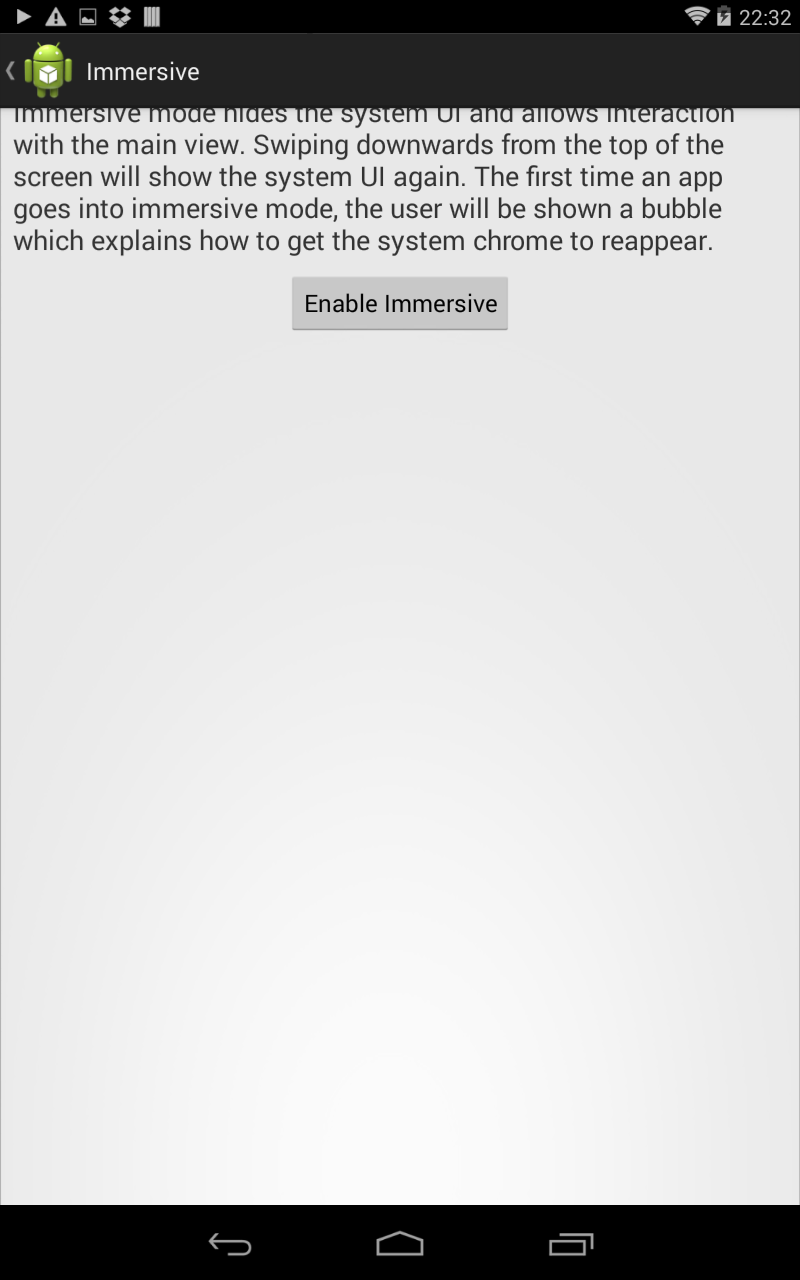 22:32
Immersive
Immersive mode hides the system UI and allows interaction
with the main view. Swiping downwards from the top of the
screen will show the system UI again. The first time an app
goes into immersive mode, the user will be shown a bubble
which explains how to get the system chrome to reappear.
Enable Immersive